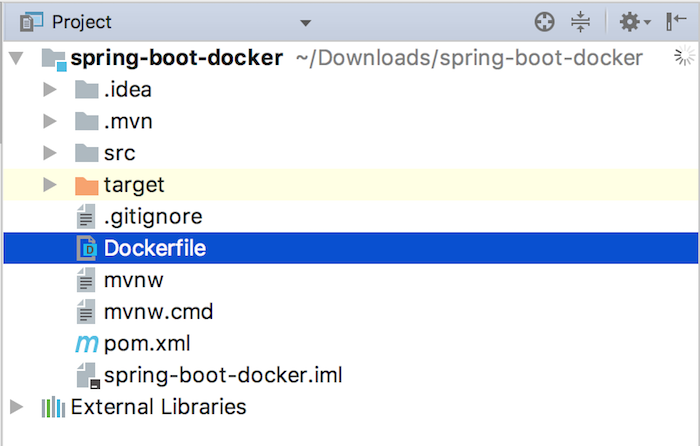 Project
spring-boot-docker ~/Downloads/spring-boot-docker
.idea
.mvn
src
target
.gitignore
Dockerfile
mvnw
mvnw.cmd
pom.xml
spring-boot-docker.iml
External Libraries